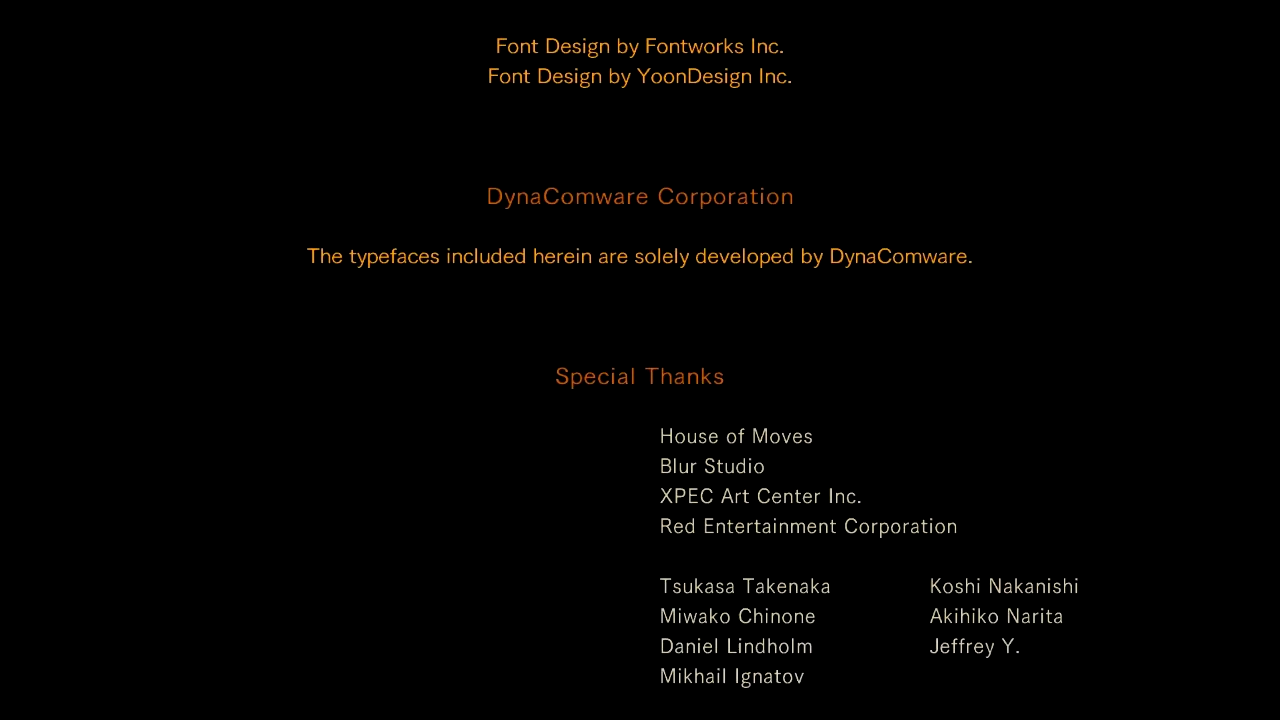 Font Design by Fontworks Inc.
Font Design by YoonDesign Inc.
DynaComware Corporation
The typefaces included herein are solely developed by DynaComware.
Special Thanks
House of Moves
Blur Studio
XPEC Art Center Inc.
Red Entertainment Corporation
Tsukasa Takenaka Koshi Nakanishi
Miwako Chinone Akihiko Narita
Daniel Lindholm Jeffrey Y.
Mikhail Ignatov